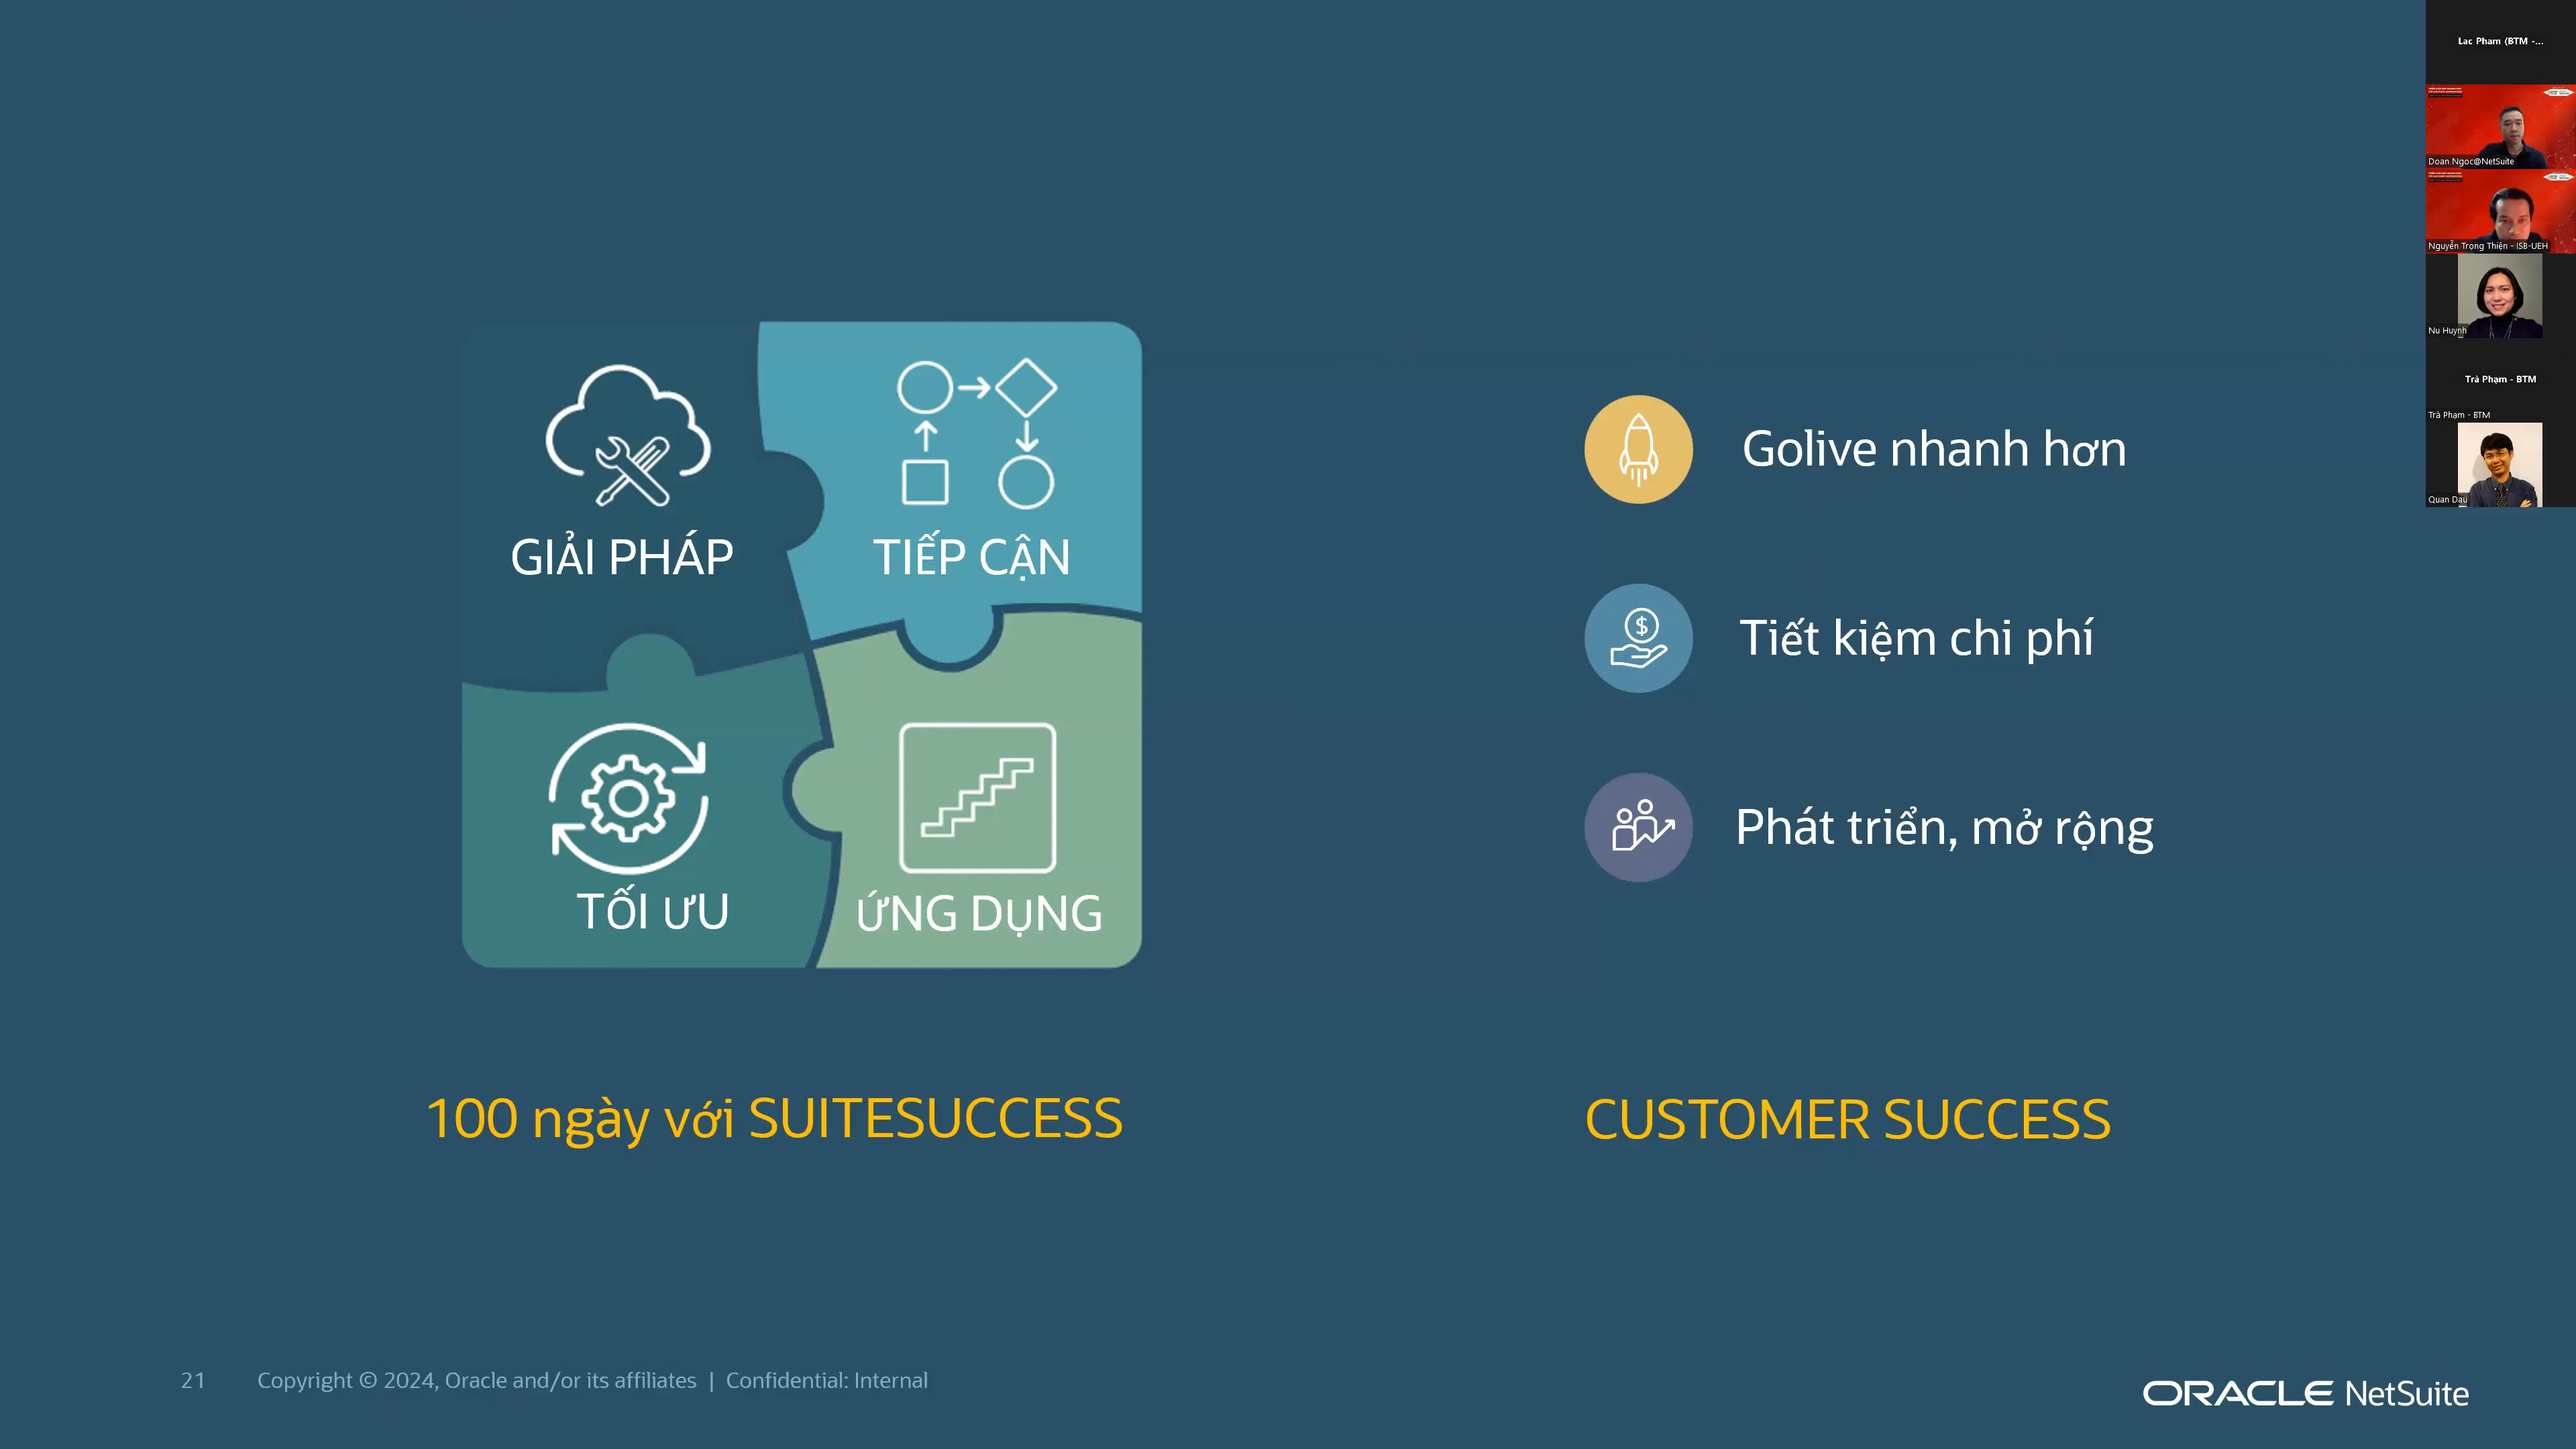 GIẢI PHÁP
TIẾP CẬN
TỐI ƯU
ỨNG DỤNG
100 ngày với SUITESUCCESS
Golive nhanh hơn
Tiết kiệm chi phí
Phát triển, mở rộng
CUSTOMER SUCCESS
21
Copyright © 2024, Oracle and/or its affiliates | Confidential: Internal
ORACLE NetSuite
Lac Pham (BTM -...
Doan Ngoc@NetSuite
Nguyễn Trọng Thiện - ISB-UEH
Nu Huynh
Trà Phạm - BTM
Trà Phạm - BTM
Quan Dau